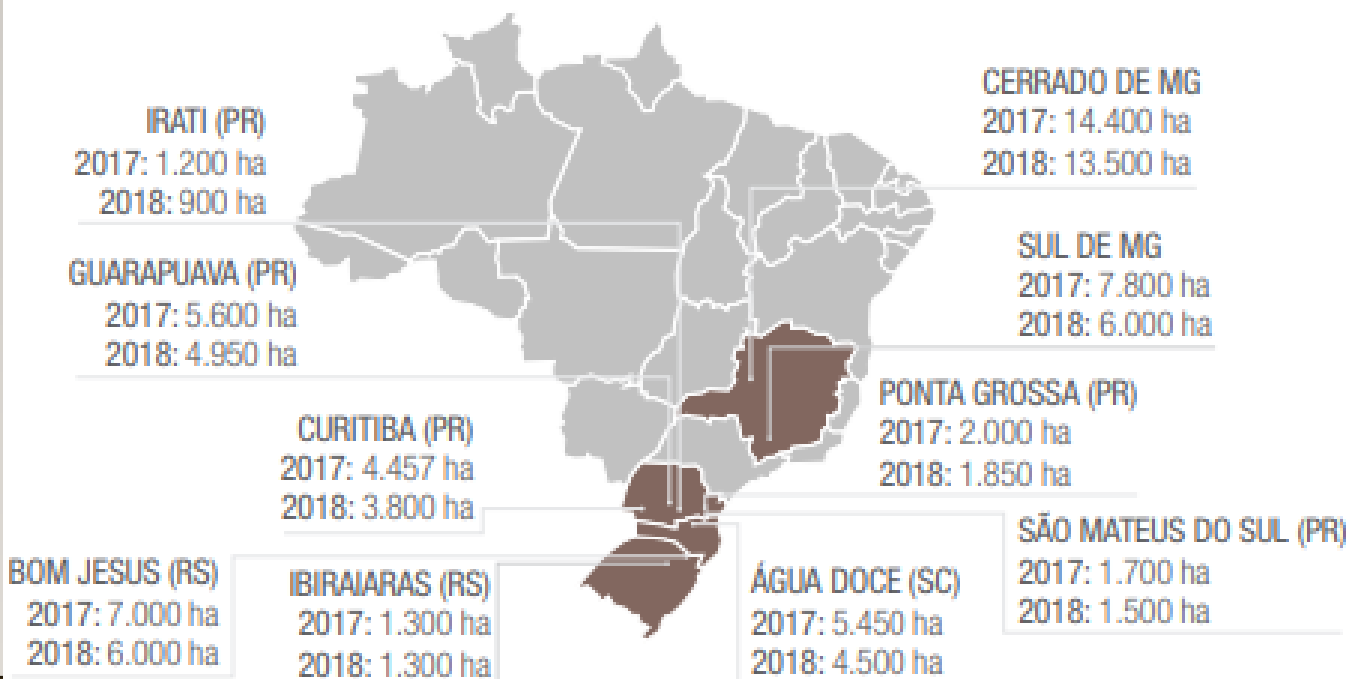 IRATI (PR)
2017: 1.200 ha
2018: 900 ha
GUARAPUAVA (PR)
2017: 5.600 ha
2018: 4.950 ha
CURITIBA (PR)
2017: 4.457 ha
2018: 3.800 ha
BOM JESUS (RS)
2017: 7.000 ha
2018: 6.000 ha
IBIRAIARAS (RS)
2017: 1.300 ha
2018: 1.300 ha
CERRADO DE MG
2017: 14.400 ha
2018: 13.500 ha
SUL DE MG
2017: 7.800 ha
2018: 6.000 ha
PONTA GROSSA (PR)
2017: 2.000 ha
2018: 1.850 ha
SÃO MATEUS DO SUL (PR)
2017: 1.700 ha
2018: 1.500 ha
ÁGUA DOCE (SC)
2017: 5.450 ha
2018: 4.500 ha